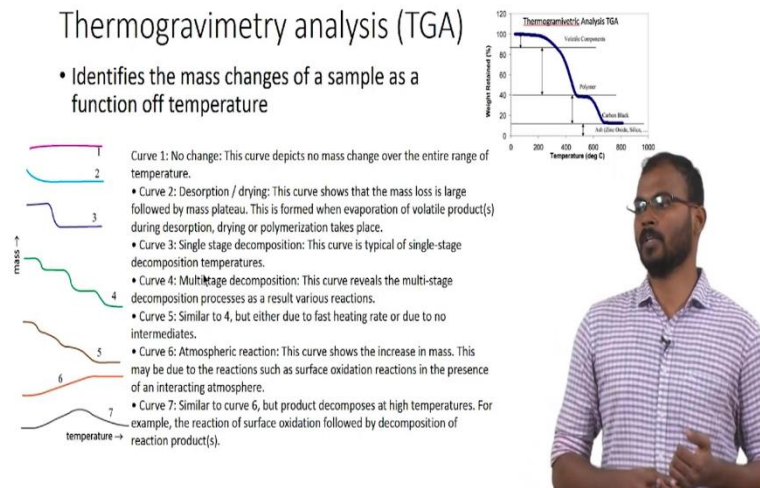 Thermogravimetry analysis (TGA)
• Identifies the mass changes of a sample as a
function off temperature
Thermogramivetric Analysis TGA
Weight Retained (%)
120
100
80
60
40
20
0
0 200 400 600 800 1000
Temperature (deg C)
Volatile Components
Polymer
Carbon Black
Ash (Zinc Oxide, Silica, ...
mass →
1
2
3
4
5
6
7
temperature →
Curve 1: No change: This curve depicts no mass change over the entire range of
temperature.
• Curve 2: Desorption / drying: This curve shows that the mass loss is large
followed by mass plateau. This is formed when evaporation of volatile product(s)
during desorption, drying or polymerization takes place.
• Curve 3: Single stage decomposition: This curve is typical of single-stage
decomposition temperatures.
• Curve 4: Multistage decomposition: This curve reveals the multi-stage
decomposition processes as a result various reactions.
• Curve 5: Similar to 4, but either due to fast heating rate or due to no
intermediates.
• Curve 6: Atmospheric reaction: This curve shows the increase in mass. This
may be due to the reactions such as surface oxidation reactions in the presence
of an interacting atmosphere.
• Curve 7: Similar to curve 6, but product decomposes at high temperatures. For
example, the reaction of surface oxidation followed by decomposition of
reaction product(s).